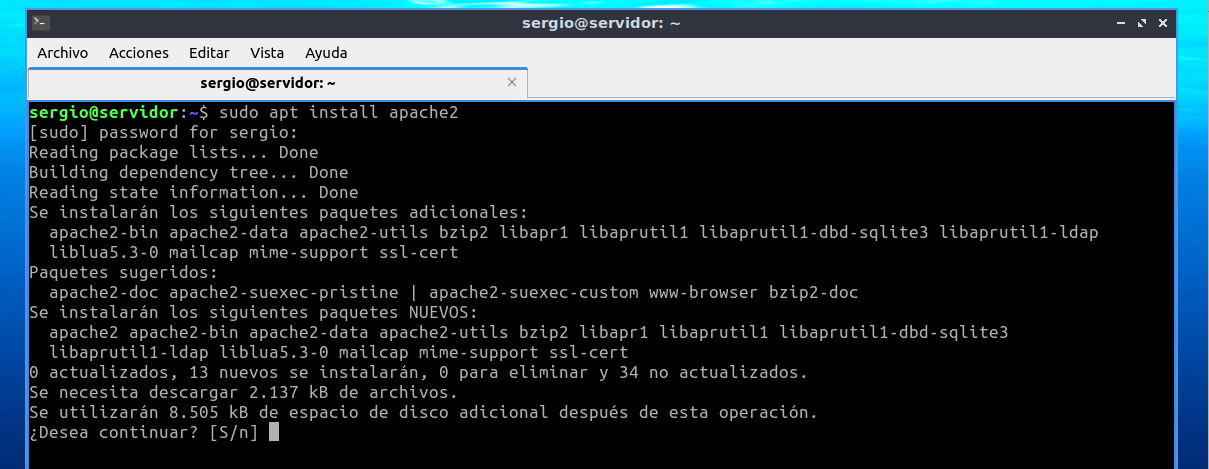 sergio@servidor: ~
Archivo Acciones Editar Vista Ayuda
sergio@servidor: ~
sergio@servidor:~$ sudo apt install apache2
[sudo] password for sergio:
Reading package lists... Done
Building dependency tree... Done
Reading state information... Done
Se instalarán los siguientes paquetes adicionales:
  apache2-bin apache2-data apache2-utils bzip2 libapr1 libaprutil1 libaprutil1-dbd-sqlite3 libaprutil1-ldap
  liblua5.3-0 mailcap mime-support ssl-cert
Paquetes sugeridos:
  apache2-doc apache2-suexec-pristine | apache2-suexec-custom www-browser bzip2-doc
Se instalarán los siguientes paquetes NUEVOS:
  apache2 apache2-bin apache2-data apache2-utils bzip2 libapr1 libaprutil1 libaprutil1-dbd-sqlite3
  libaprutil1-ldap liblua5.3-0 mailcap mime-support ssl-cert
0 actualizados, 13 nuevos se instalarán, 0 para eliminar y 34 no actualizados.
Se necesita descargar 2.137 kB de archivos.
Se utilizarán 8.505 kB de espacio de disco adicional después de esta operación.
¿Desea continuar? [S/n]